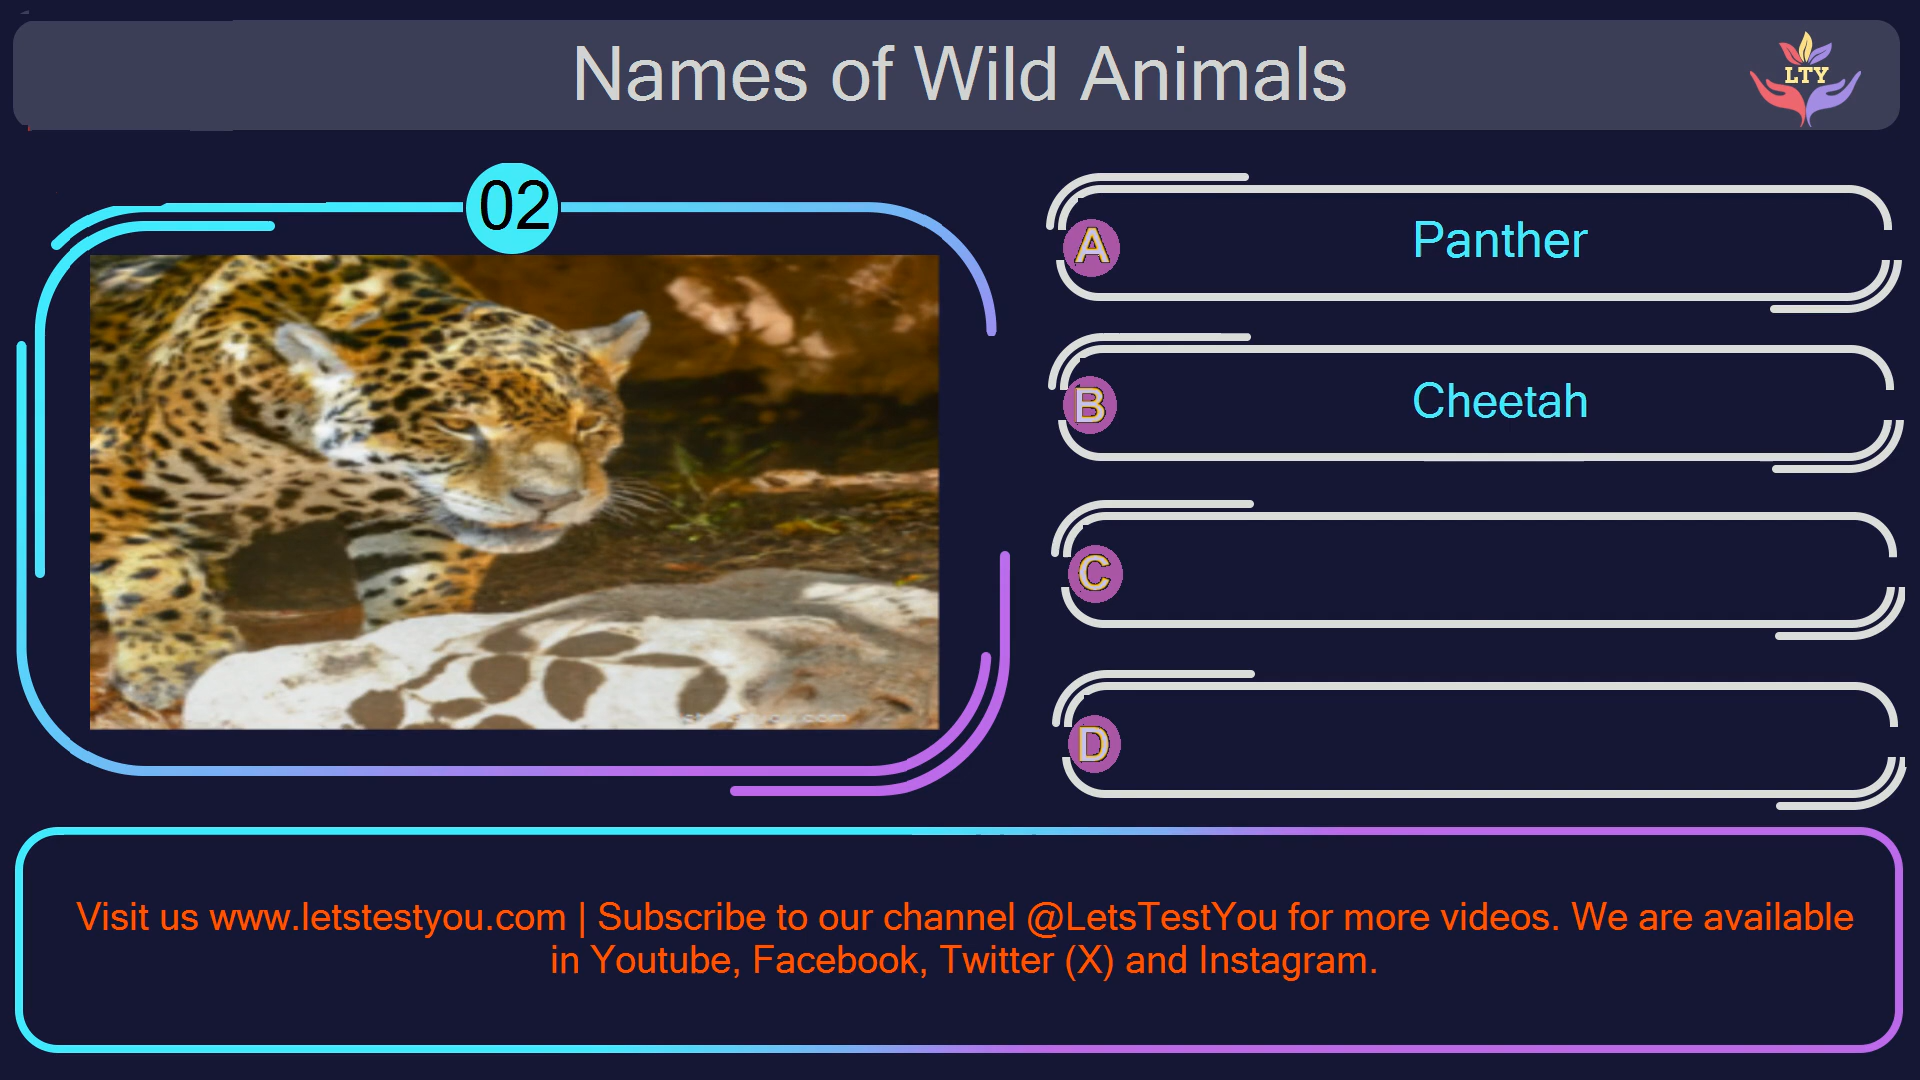 Names of Wild Animals
LTY
02
A
Panther
B
Cheetah
C
D
Visit us www.letstestyou.com | Subscribe to our channel @LetsTestYou for more videos. We are available
in Youtube, Facebook, Twitter (X) and Instagram.